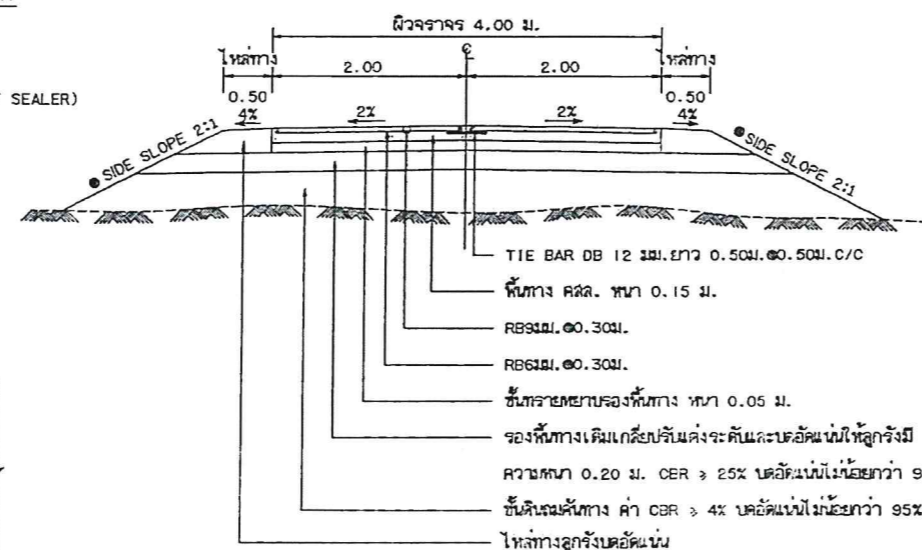 ผิวจราจร 4.00 ม.
ไหล่ทาง
ไหล่ทาง
2.00
2.00
SEALER)
0.50
0.50
4%
2%
2%
4%
SIDE SLOPE 2:1
SIDE SLOPE 2:1
TIE BAR DB 12 มม.ยาว 0.50ม.@0.50ม.C/C
พื้นทาง คสล. หนา 0.15 ม.
RB9มม.@0.30ม.
RB6มม.@0.30ม.
ชั้นทรายหยาบรองพื้นทาง หนา 0.05 ม.
รองพื้นทางเดิมเกลี่ยปรับแต่งระดับและบดอัดแน่นให้ลูกรังมี
ความหนา 0.20 ม. CBR ≥ 25% บดอัดแน่นไม่น้อยกว่า 9
ชั้นดินถมคันทาง ค่า CBR ≥ 4% บดอัดแน่นไม่น้อยกว่า 95%
ไหล่ทางลูกรังบดอัดแน่น